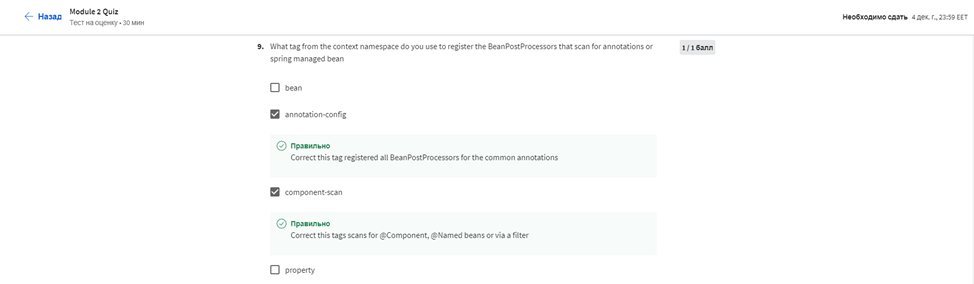 Назад
Module 2 Quiz
Тест на оценку • 30 мин
Необходимо сдать 4 дек. г., 23:59 EET
9. What tag from the context namespace do you use to register the BeanPostProcessors that scan for annotations or
spring managed bean
1 / 1 балл
bean
annotation-config
Правильно
Correct this tag registered all BeanPostProcessors for the common annotations
component-scan
Правильно
Correct this tags scans for @Component, @Named beans or via a filter
property